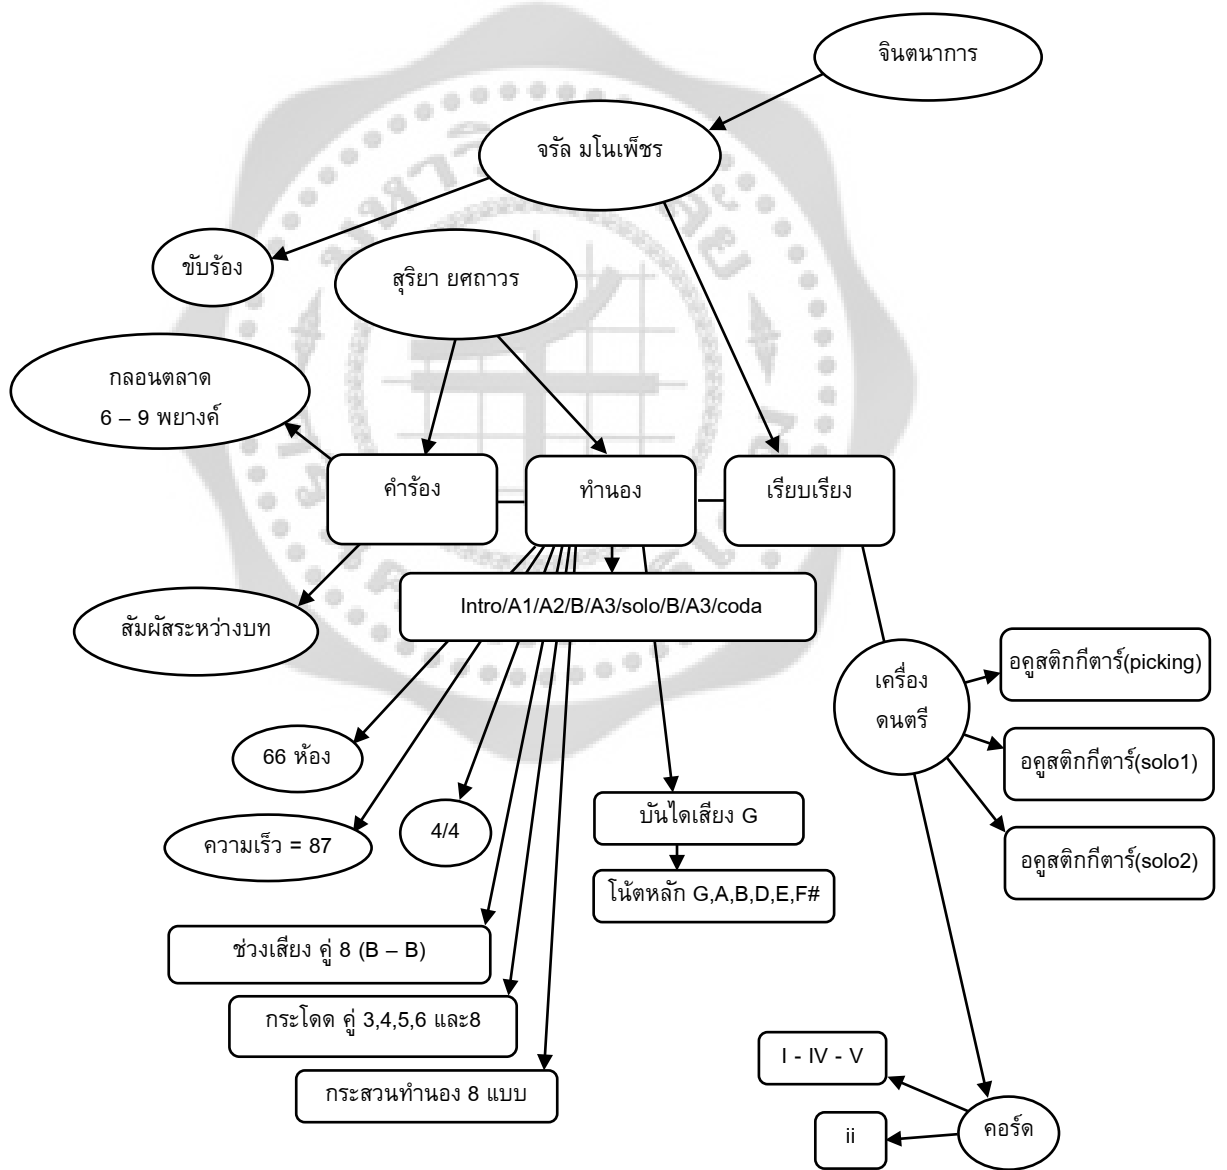 จินตนาการ
จรัล มโนเพ็ชร
ขับร้อง
สุริยา ยศถาวร
กลอนตลาด
6 – 9 พยางค์
คำร้อง
ทำนอง
เรียบเรียง
Intro/A1/A2/B/A3/solo/B/A3/coda
สัมผัสระหว่างบท
เครื่อง
ดนตรี
อคูสติกกีตาร์(picking)
อคูสติกกีตาร์(solo1)
อคูสติกกีตาร์(solo2)
66 ห้อง
ความเร็ว = 87
4/4
บันไดเสียง G
โน้ตหลัก G,A,B,D,E,F#
ช่วงเสียง คู่ 8 (B – B)
กระโดด คู่ 3,4,5,6 และ8
กระสวนทำนอง 8 แบบ
I - IV - V
ii
คอร์ด